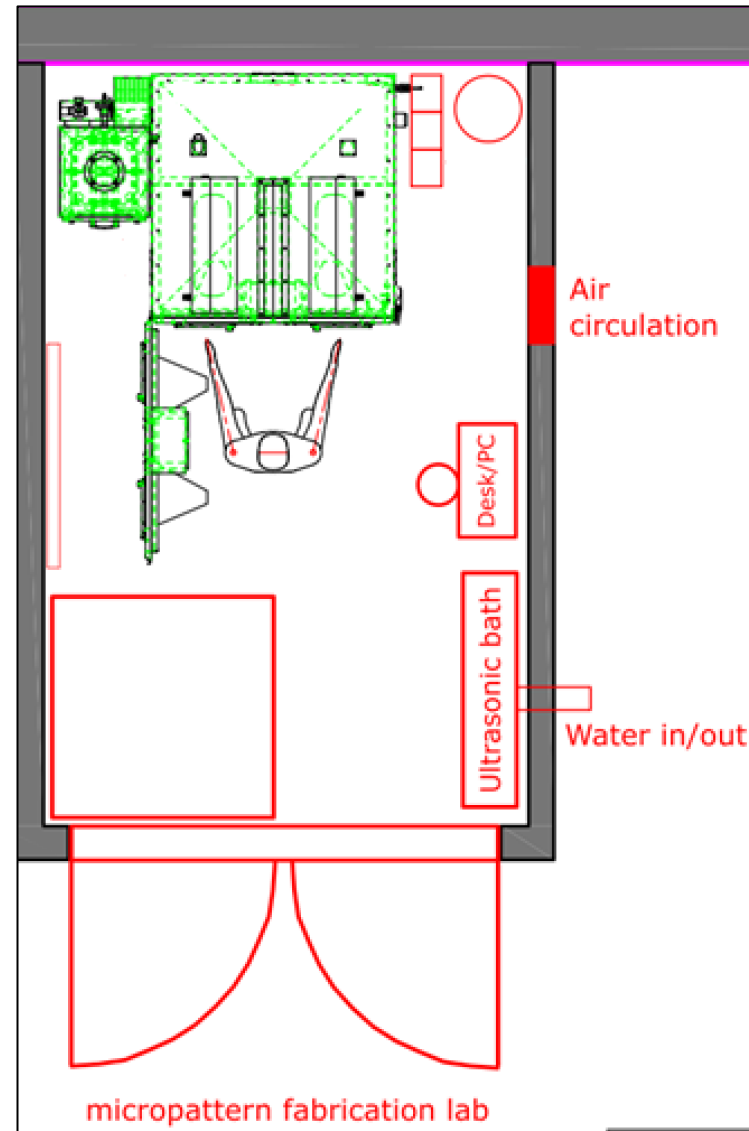 Air
circulation
Desk/PC
Ultrasonic bath
Water in/out
micropattern fabrication lab